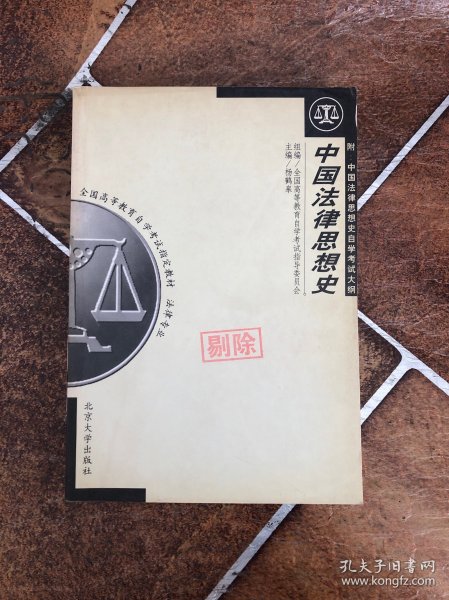 附 中国法律思想史自学考试大纲
中国法律思想史
组编/全国高等教育自学考试指导委员会
主编/杨鹤皋
全国高等教育自学考试指定教材 法律专业
剔除
北京大学出版社
孔夫子旧书网
www.kongfz.com